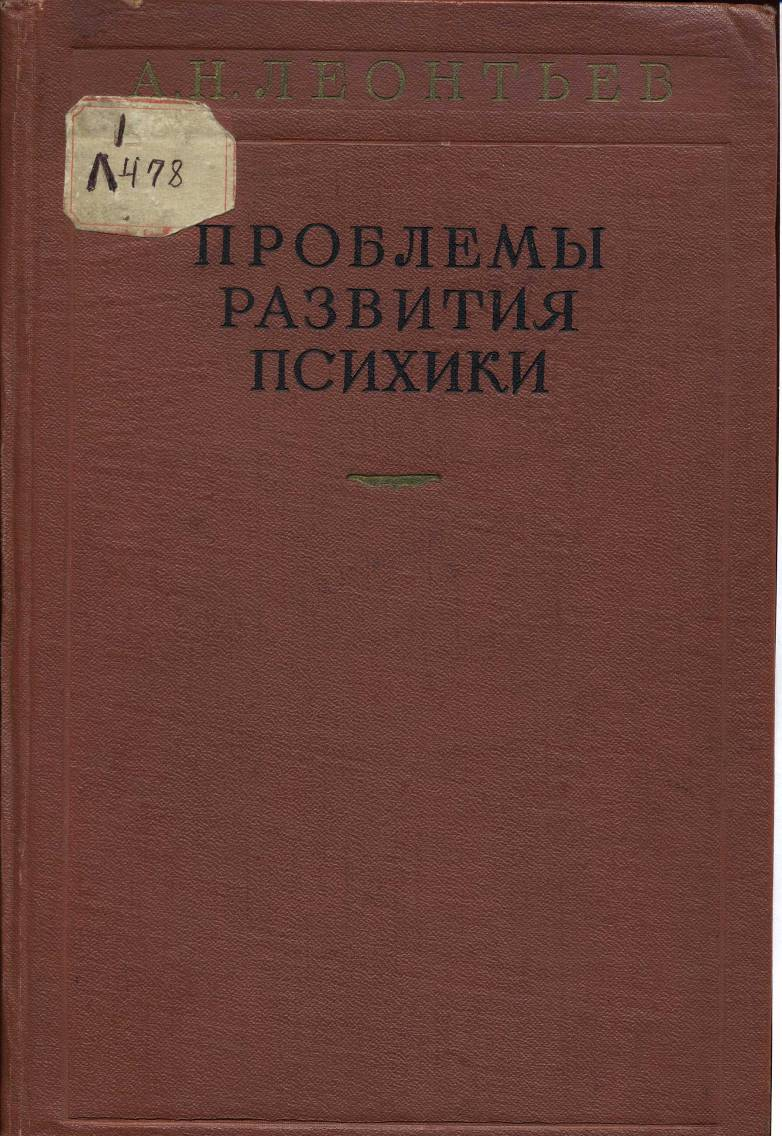 А.Н.ЛЕОНТЬЕВ
1
Л478
ПРОБЛЕМЫ
РАЗВИТИЯ
ПСИХИКИ